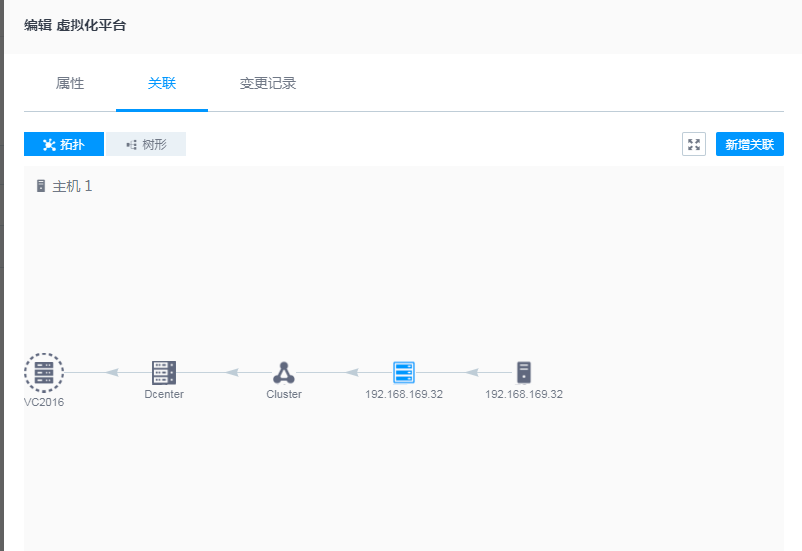 编辑 虚拟化平台
属性 关联 变更记录
拓扑 树形 新增关联
主机 1
VC2016 Dcenter Cluster 192.168.169.32 192.168.169.32